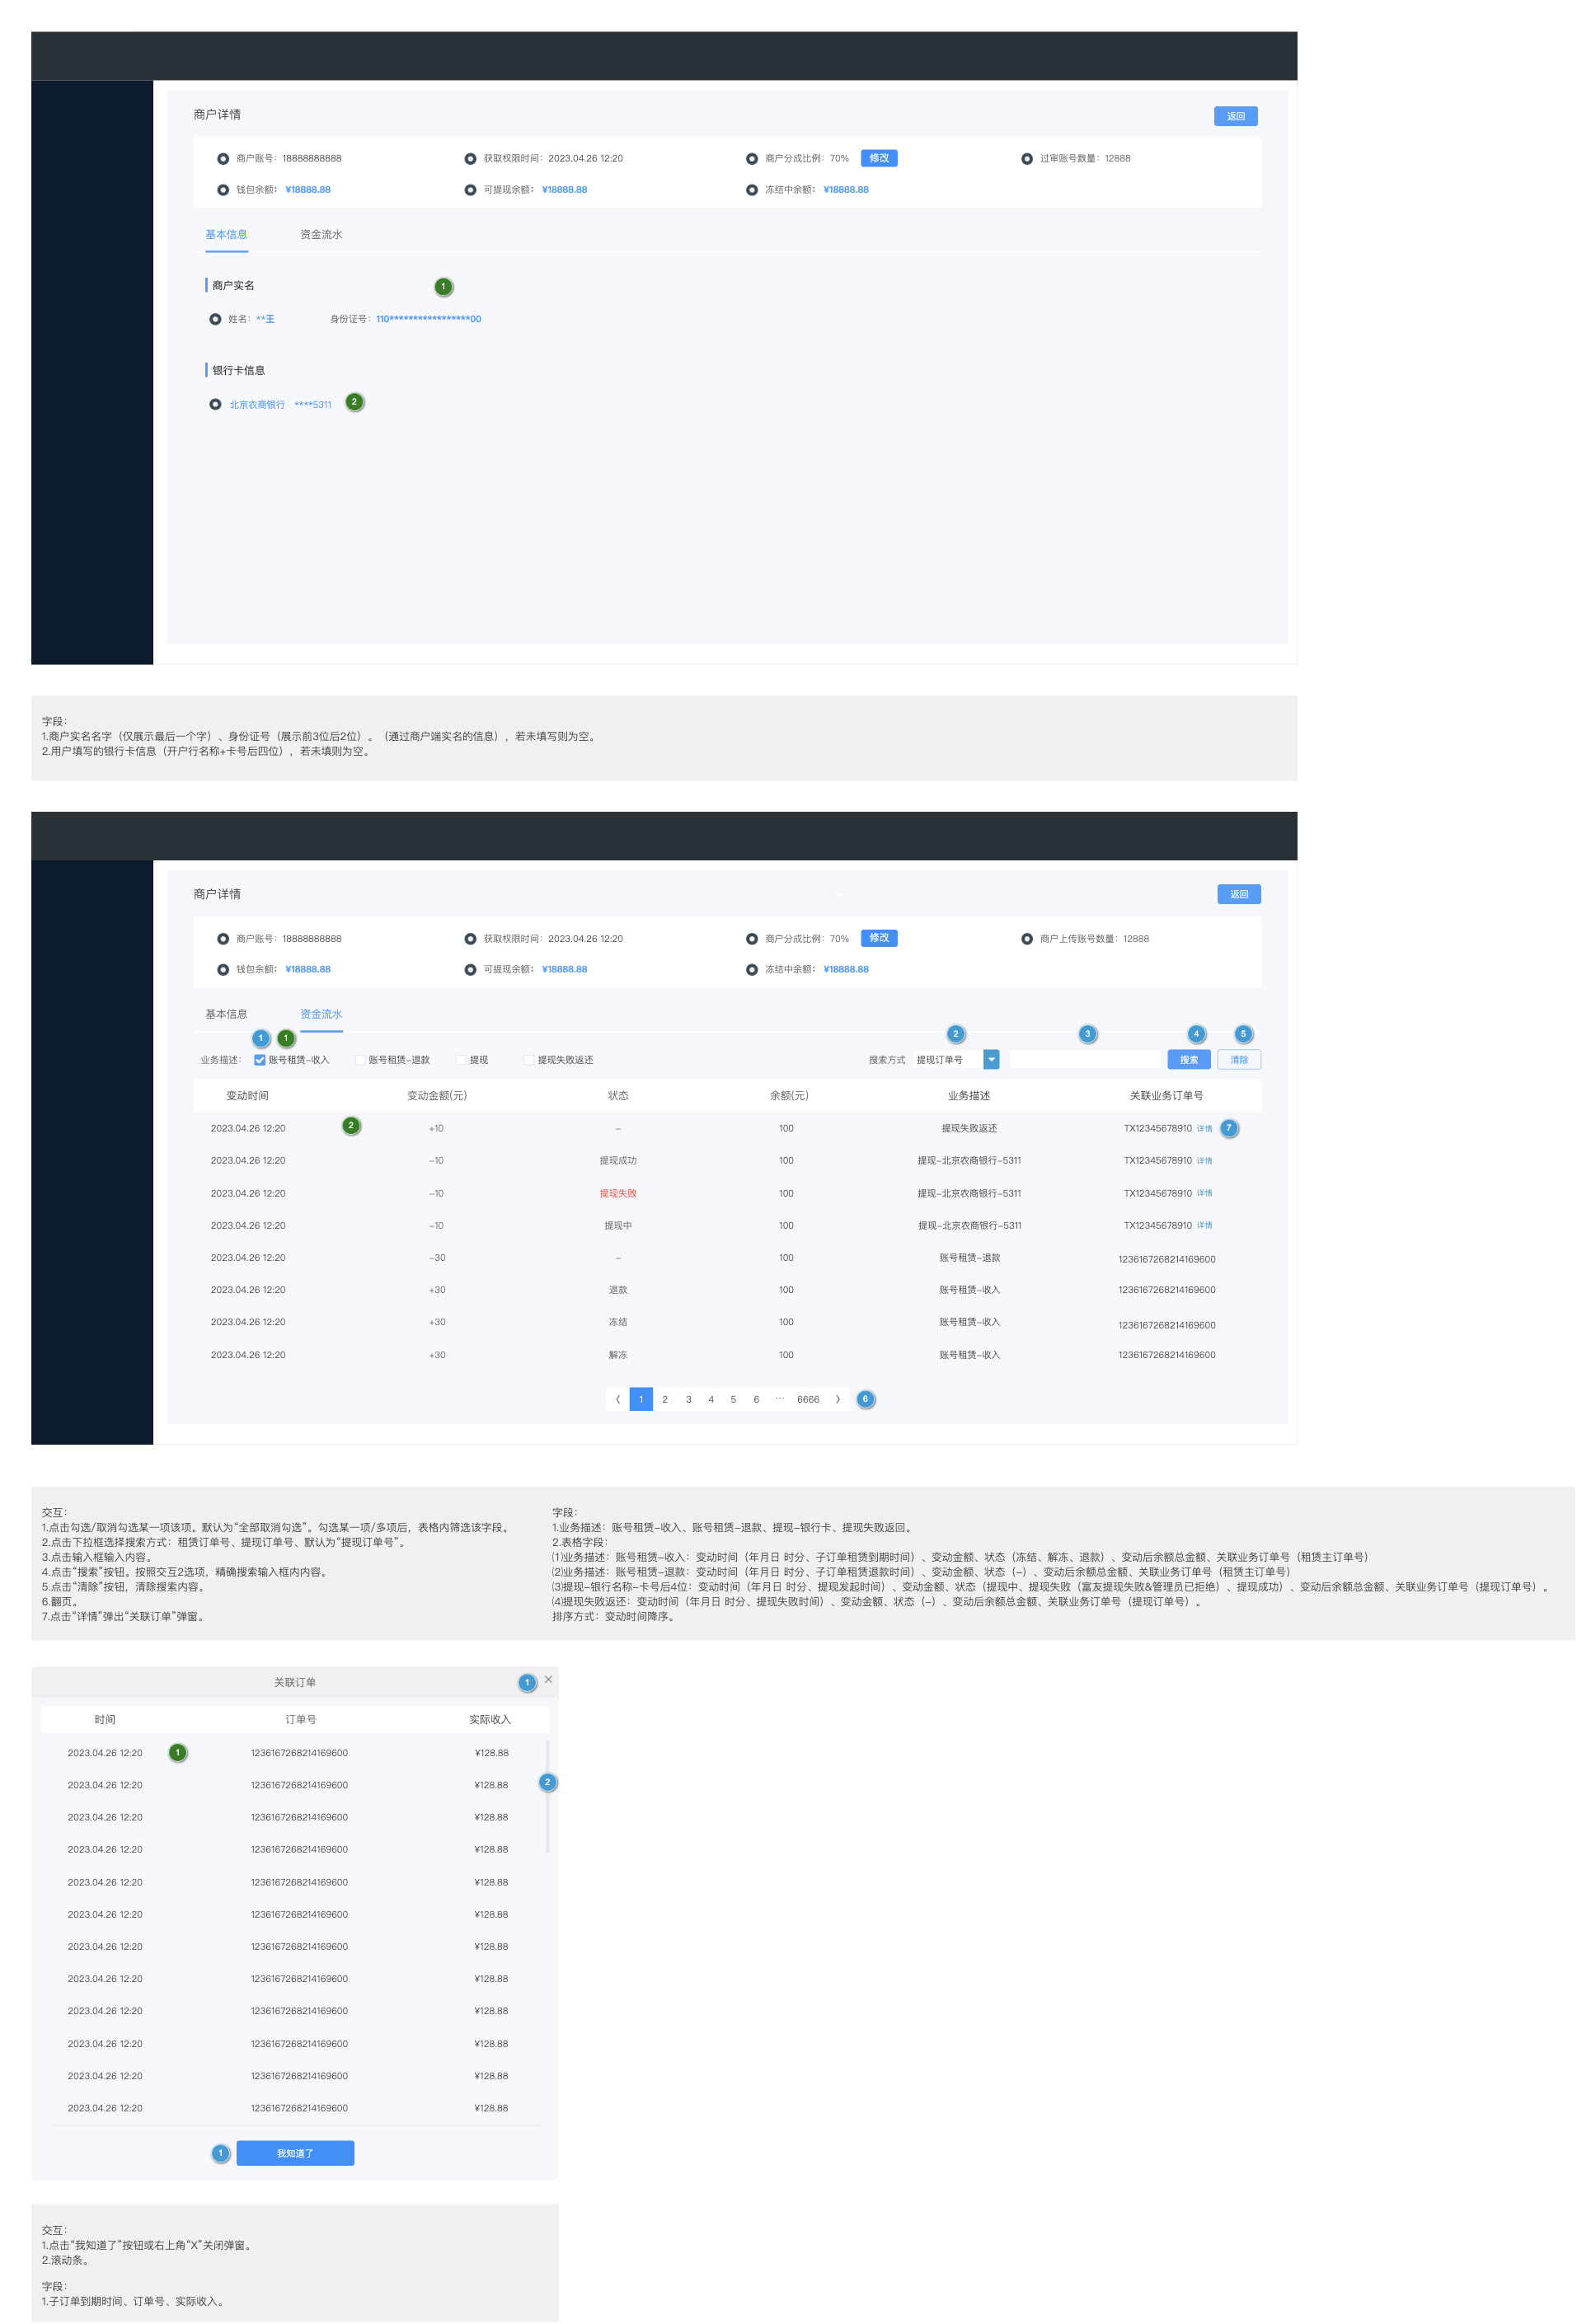 商户详情
返回
商户账号：18888888888
获取权限时间：2023.04.26 12:20
商户分成比例：70%
修改
过审账号数量：12888
钱包余额：¥18888.88
可提现余额：¥18888.88
冻结中余额：¥18888.88
基本信息
资金流水
商户实名
1
姓名：**王
身份证号：110*****************00
银行卡信息
北京农商银行 ****5311
2
字段：
1.商户实名名字（仅展示最后一个字）、身份证号（展示前3位后2位）。（通过商户端实名的信息），若未填写则为空。
2.用户填写的银行卡信息（开户行名称+卡号后四位），若未填则为空。
商户详情
返回
商户账号：18888888888
获取权限时间：2023.04.26 12:20
商户分成比例：70%
修改
商户上传账号数量：12888
钱包余额：¥18888.88
可提现余额：¥18888.88
冻结中余额：¥18888.88
基本信息
资金流水
1
1
2
3
4
5
业务描述：
账号租赁-收入
账号租赁-退款
提现
提现失败返还
搜索方式
提现订单号
搜索
清除
变动时间 变动金额(元) 状态 余额(元) 业务描述 关联业务订单号
2023.04.26 12:20 2 +10 - 100 提现失败返还 TX12345678910 详情 7
2023.04.26 12:20 -10 提现成功 100 提现-北京农商银行-5311 TX12345678910 详情
2023.04.26 12:20 -10 提现失败 100 提现-北京农商银行-5311 TX12345678910 详情
2023.04.26 12:20 -10 提现中 100 提现-北京农商银行-5311 TX12345678910 详情
2023.04.26 12:20 -30 - 100 账号租赁-退款 1236167268214169600
2023.04.26 12:20 +30 退款 100 账号租赁-收入 1236167268214169600
2023.04.26 12:20 +30 冻结 100 账号租赁-收入 1236167268214169600
2023.04.26 12:20 +30 解冻 100 账号租赁-收入 1236167268214169600
《 1 2 3 4 5 6 … 6666 》 6
交互：
1.点击勾选/取消勾选某一项该项。默认为“全部取消勾选”。勾选某一项/多项后，表格内筛选该字段。
2.点击下拉框选择搜索方式：租赁订单号、提现订单号、默认为“提现订单号”。
3.点击输入框输入内容。
4.点击“搜索”按钮。按照交互2选项，精确搜索输入框内内容。
5.点击“清除”按钮，清除搜索内容。
6.翻页。
7.点击“详情”弹出“关联订单”弹窗。
字段：
1.业务描述：账号租赁-收入、账号租赁-退款、提现-银行卡、提现失败返回。
2.表格字段：
⑴业务描述：账号租赁-收入：变动时间（年月日 时分、子订单租赁到期时间）、变动金额、状态（冻结、解冻、退款）、变动后余额总金额、关联业务订单号（租赁主订单号）
⑵业务描述：账号租赁-退款：变动时间（年月日 时分、子订单租赁退款时间）、变动金额、状态（-）、变动后余额总金额、关联业务订单号（租赁主订单号）
⑶提现-银行名称-卡号后4位：变动时间（年月日 时分、提现发起时间）、变动金额、状态（提现中、提现失败（富友提现失败&管理员已拒绝）、提现成功）、变动后余额总金额、关联业务订单号（提现订单号）。
⑷提现失败返还：变动时间（年月日 时分、提现失败时间）、变动金额、状态（-）、变动后余额总金额、关联业务订单号（提现订单号）。
排序方式：变动时间降序。
关联订单
1
×
时间 订单号 实际收入
2023.04.26 12:20 1 1236167268214169600 ¥128.88
2023.04.26 12:20 1236167268214169600 ¥128.88 2
2023.04.26 12:20 1236167268214169600 ¥128.88
2023.04.26 12:20 1236167268214169600 ¥128.88
2023.04.26 12:20 1236167268214169600 ¥128.88
2023.04.26 12:20 1236167268214169600 ¥128.88
2023.04.26 12:20 1236167268214169600 ¥128.88
2023.04.26 12:20 1236167268214169600 ¥128.88
2023.04.26 12:20 1236167268214169600 ¥128.88
2023.04.26 12:20 1236167268214169600 ¥128.88
2023.04.26 12:20 1236167268214169600 ¥128.88
2023.04.26 12:20 1236167268214169600 ¥128.88
1
我知道了
交互：
1.点击“我知道了”按钮或右上角“X”关闭弹窗。
2.滚动条。
字段：
1.子订单到期时间、订单号、实际收入。